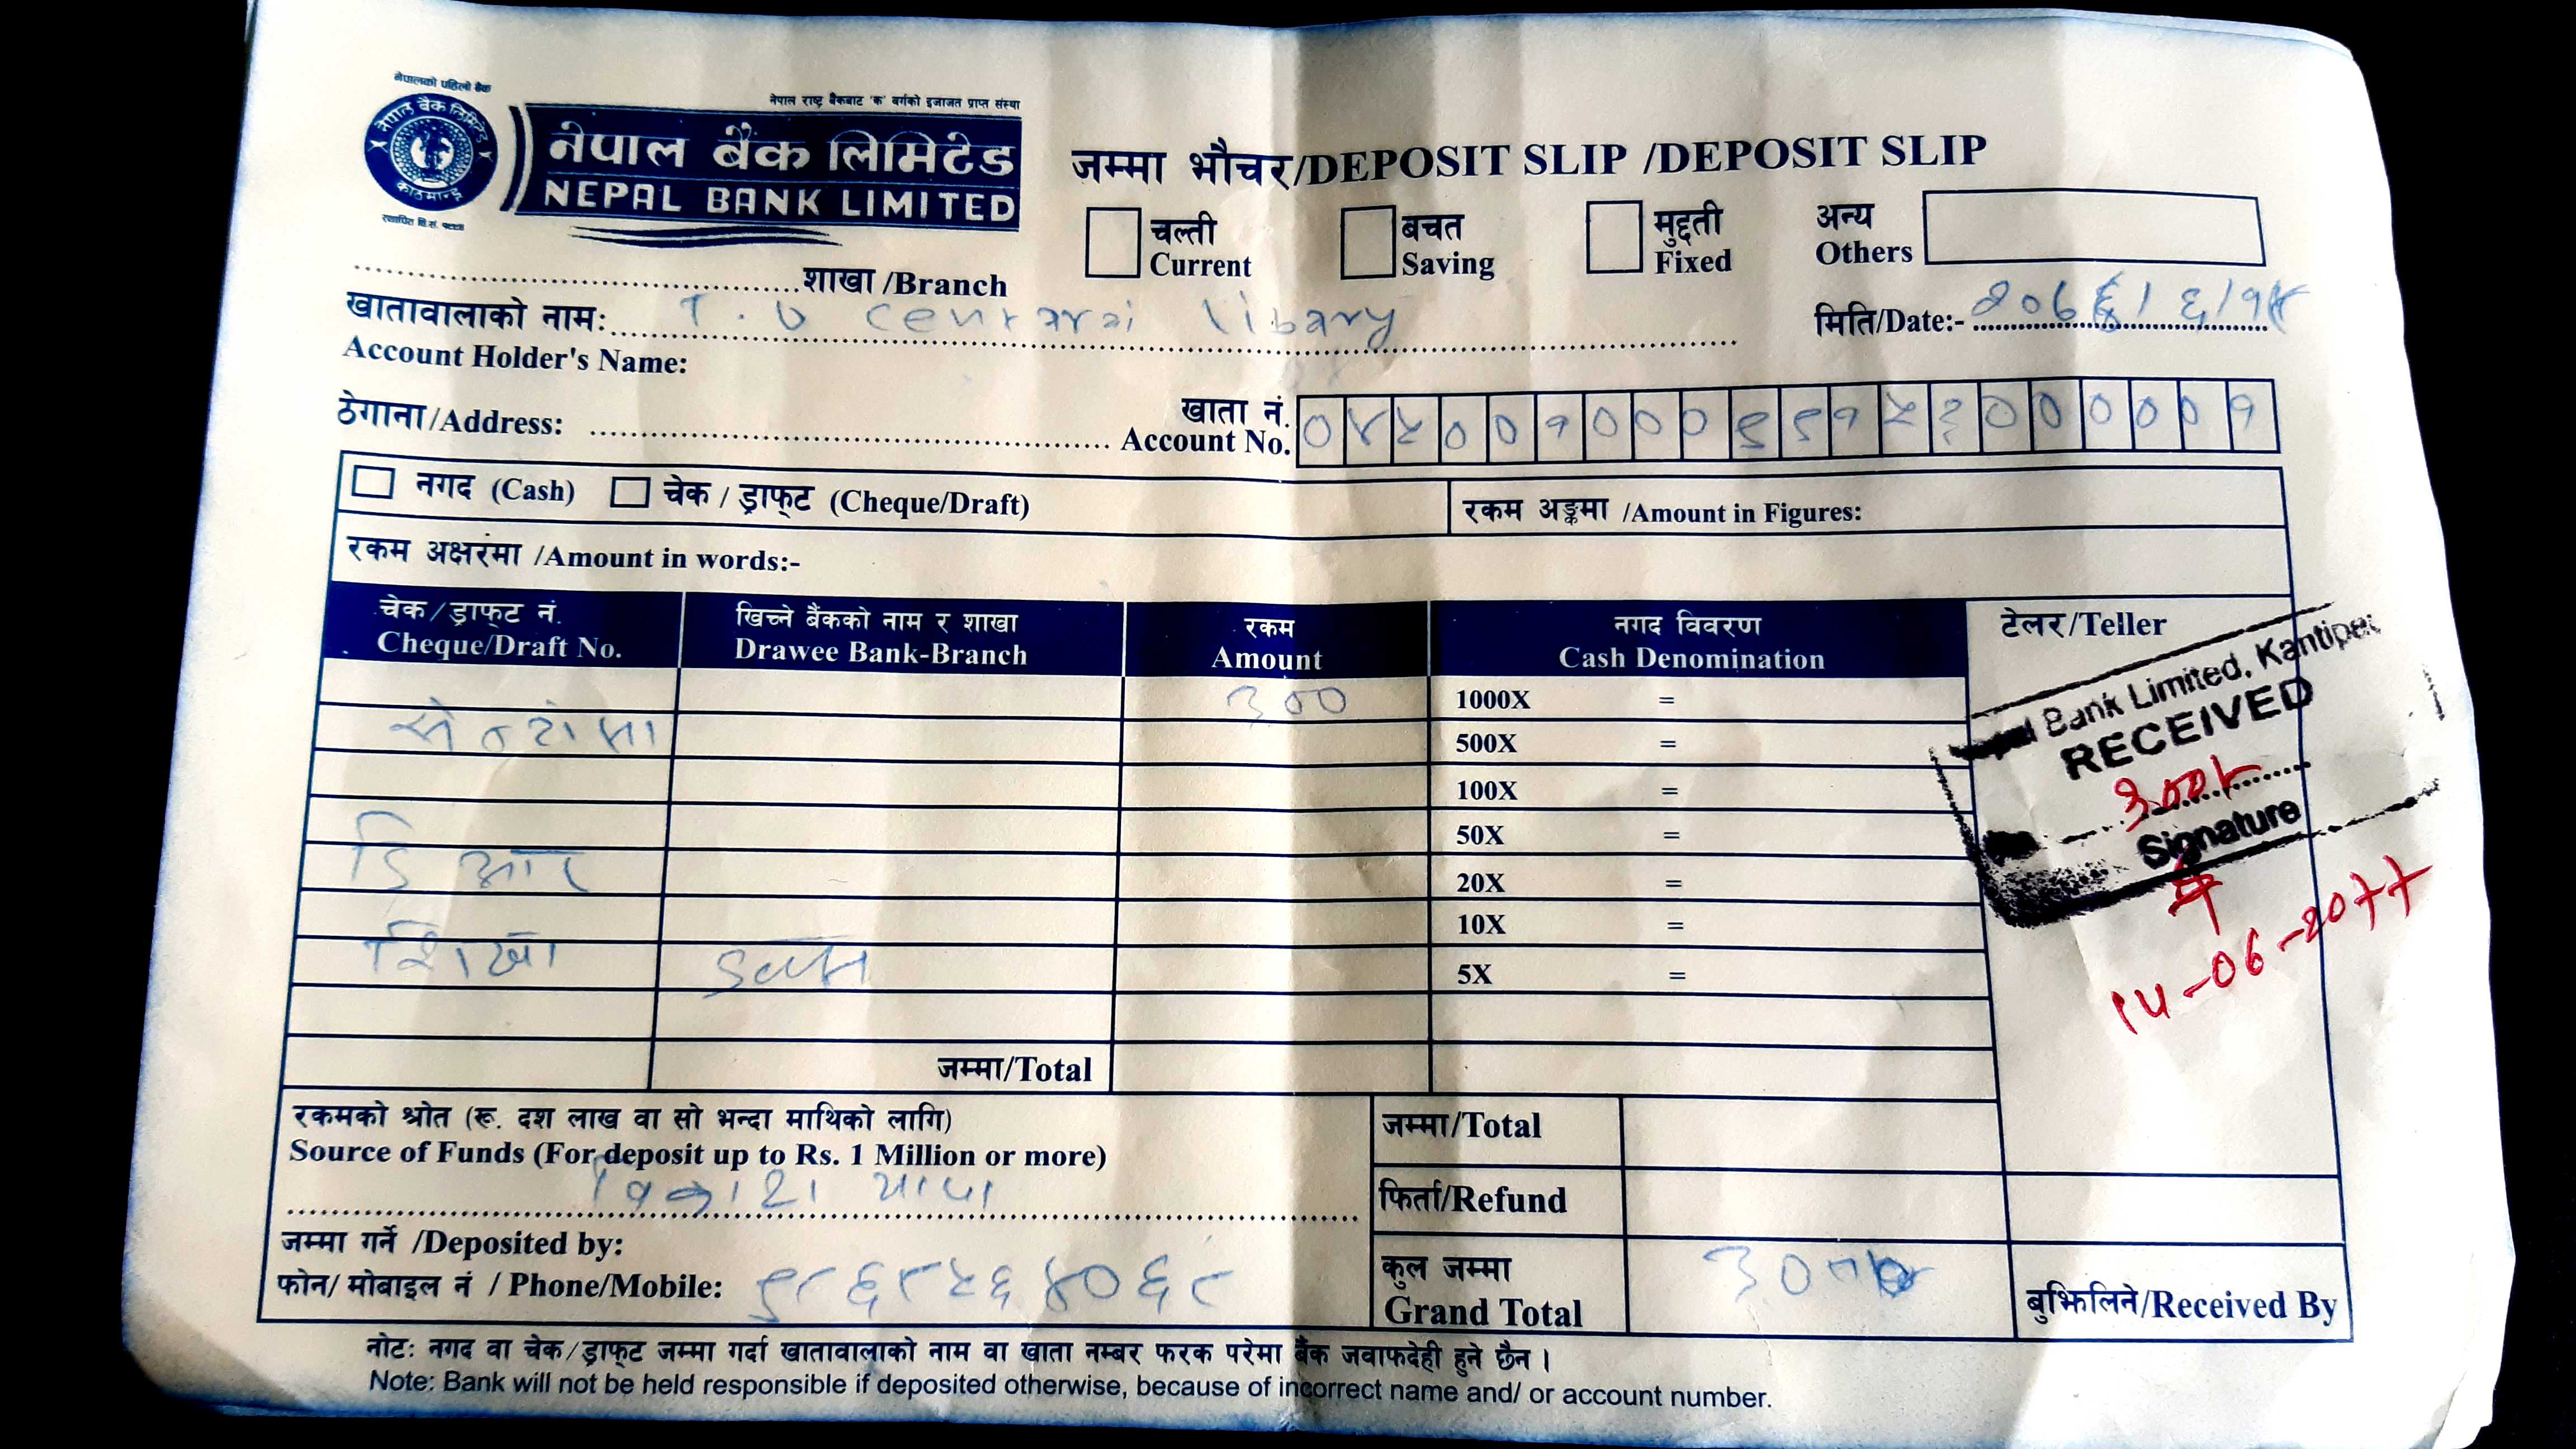 नेपालको पहिलो बैंक
नेपाल राष्ट्र बैंकबाट 'क' वर्गको इजाजत प्राप्त संस्था
नेपाल बैंक लिमिटेड
काठमान्डू
नेपाल बैंक लिमिटेड
NEPAL BANK LIMITED
जम्मा भौचर/DEPOSIT SLIP /DEPOSIT SLIP
चल्ती
Current
बचत
Saving
मुद्दती
Fixed
अन्य
Others
शाखा /Branch
खातावालाको नामः T.U library
Account Holder's Name:
मिति/Date:-
ठेगाना/Address:
खाता नं.
Account No.
नगद (Cash) चेक / ड्राफ्ट (Cheque/Draft)
रकम अङ्कमा /Amount in Figures:
रकम अक्षरमा /Amount in words:-
चेक/ड्राफ्ट नं.
Cheque/Draft No.
खिच्ने बैंकको नाम र शाखा
Drawee Bank-Branch
रकम
Amount
नगद विवरण
Cash Denomination
टेलर/Teller
300
1000X =
500X =
100X =
50X =
20X =
10X =
5X =
डि आर
शिखा
Bank Limited, Kantipat
RECEIVED
300/-
Signature
14-06-2077
जम्मा/Total
रकमको श्रोत (रू. दश लाख वा सो भन्दा माथिको लागि)
Source of Funds (For deposit up to Rs. 1 Million or more)
जम्मा गर्ने /Deposited by:
फोन/ मोबाइल नं / Phone/Mobile: ९८६८५६४०६८
जम्मा/Total
फिर्ता/Refund
कुल जम्मा
Grand Total
बुझिलिने/Received By
नोटः नगद वा चेक/ड्राफ्ट जम्मा गर्दा खातावालाको नाम वा खाता नम्बर फरक परेमा बैंक जवाफदेही हुने छैन ।
Note: Bank will not be held responsible if deposited otherwise, because of incorrect name and/ or account number.